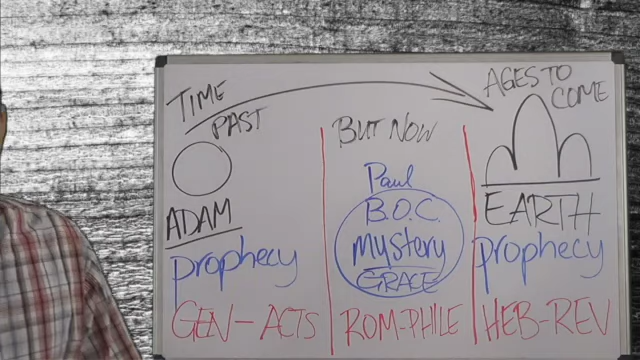 TIME
PAST
ADAM
prophecy
GEN-ACTS
BUT NOW
Paul
B.O.C.
mystery
GRACE
ROM-PHILE
AGES TO
COME
EARTH
prophecy
HEB-REV